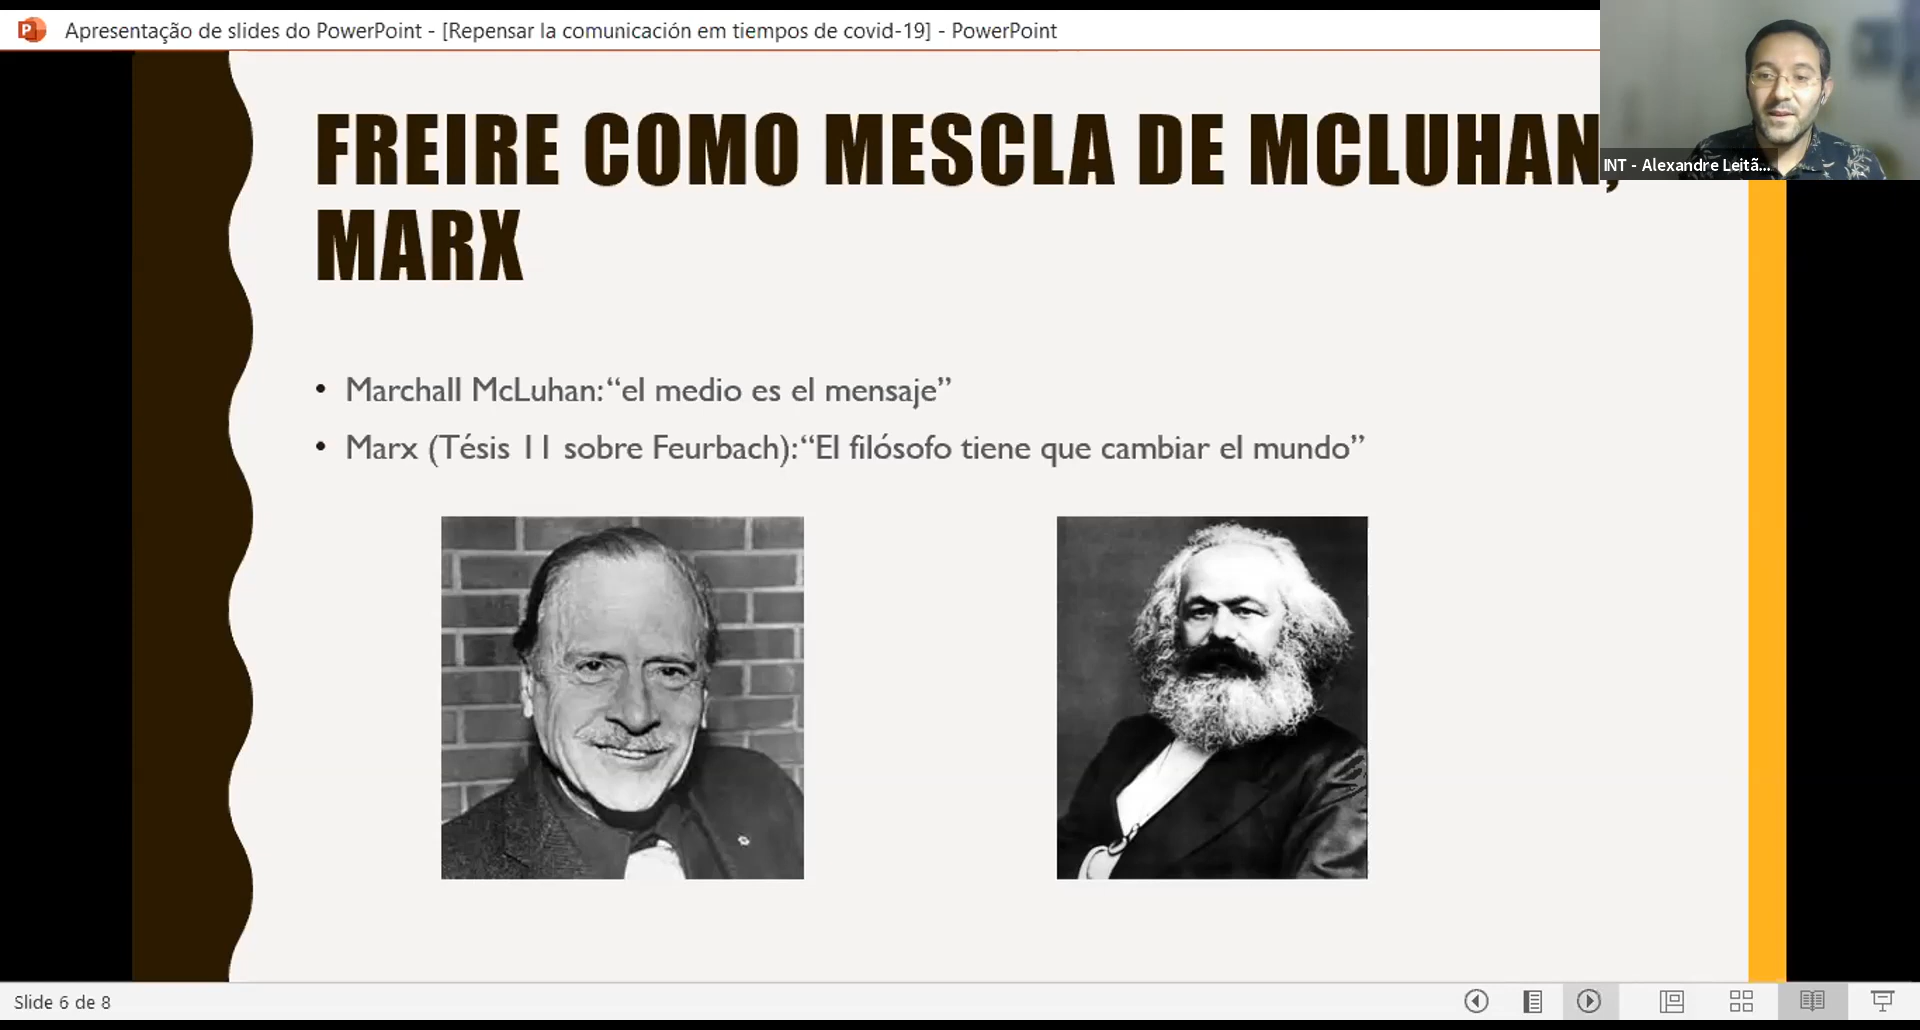 Apresentação de slides do PowerPoint - [Repensar la comunicación em tiempos de covid-19] - PowerPoint
INT - Alexandre Leitã...
FREIRE COMO MESCLA DE MCLUHAN,
MARX
• Marchall McLuhan:“el medio es el mensaje”
• Marx (Tésis 11 sobre Feurbach):“El filósofo tiene que cambiar el mundo”
Slide 6 de 8